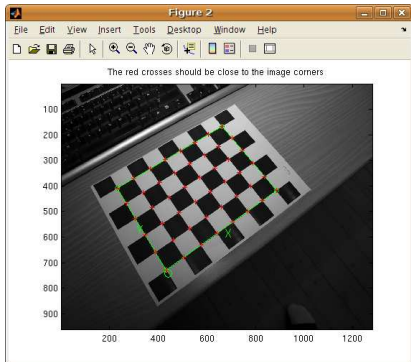 Figure 2
File Edit View Insert Tools Desktop Window Help
The red crosses should be close to the image corners
100
200
300
400
500
600
700
800
900
200 400 600 800 1000 1200
O
X
X